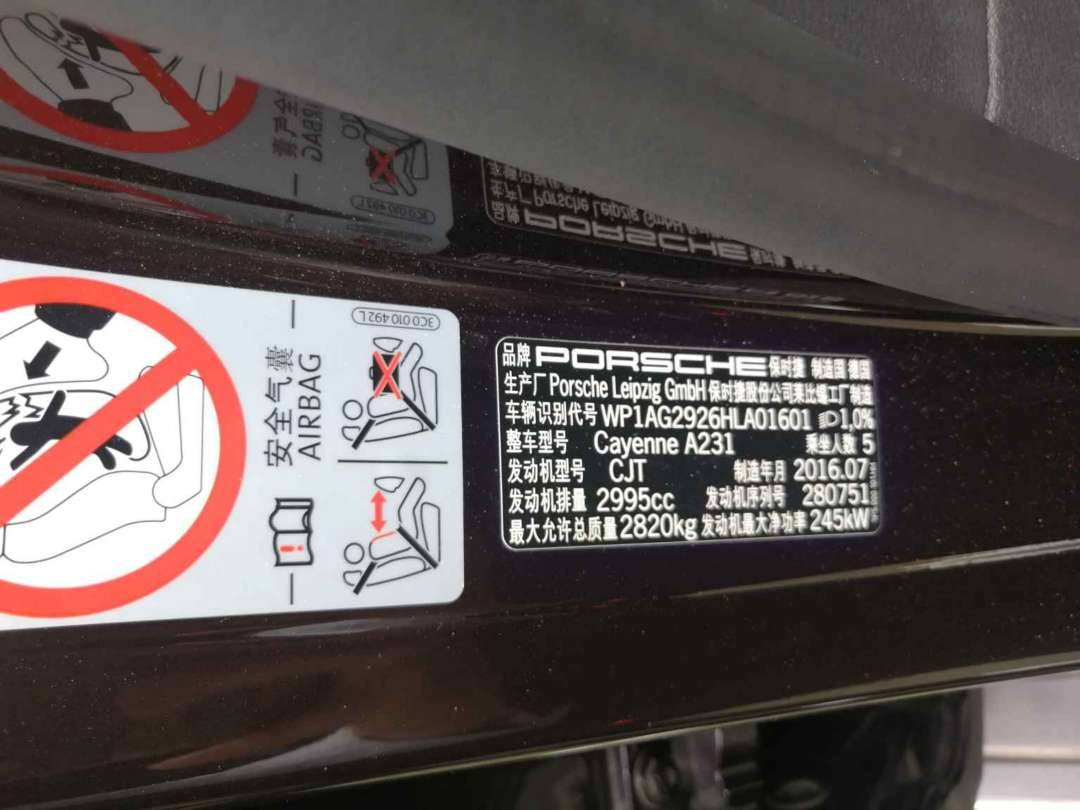 安全气囊
AIRBAG
3C0 010 492 L
品牌 PORSCHE 保时捷 制造国 德国
生产厂 Porsche Leipzig GmbH 保时捷股份公司莱比锡工厂制造
车辆识别代号 WP1AG2926HLA01601 1,0%
整车型号 Cayenne A231 乘坐人数 5
发动机型号 CJT 制造年月 2016.07
发动机排量 2995cc 发动机序列号 280751
最大允许总质量 2820kg 发动机最大净功率 245kW